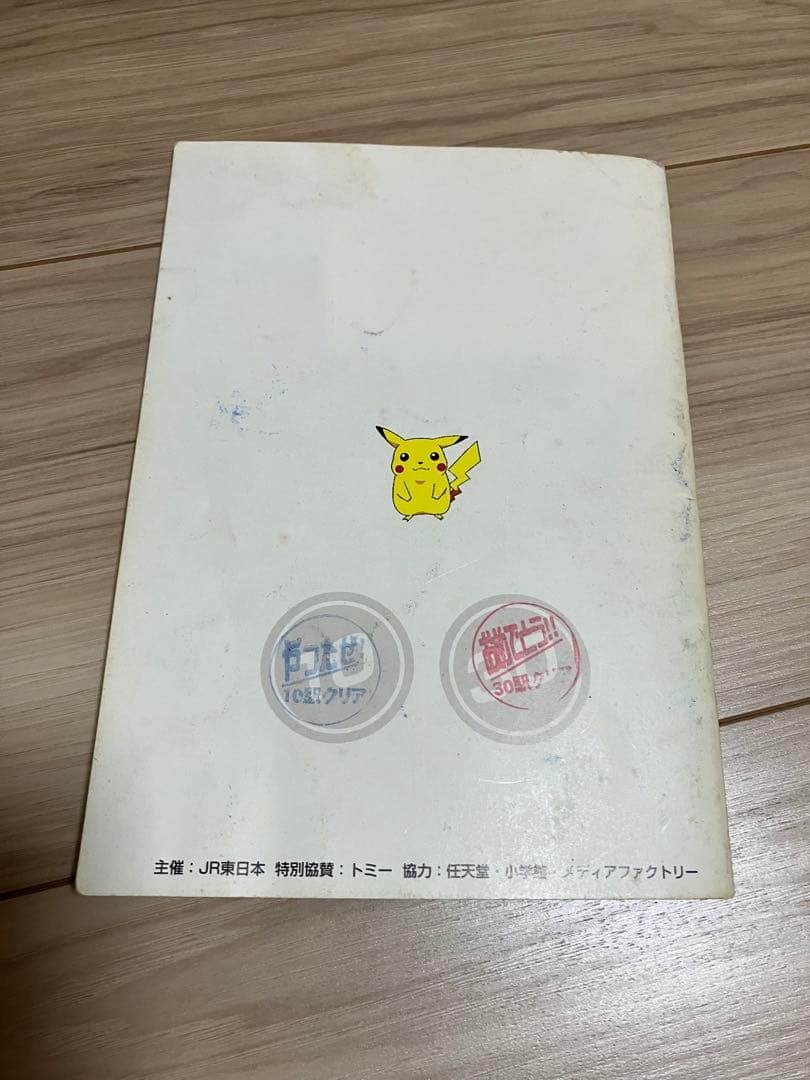 やったぜ!
10駅クリア
おめでとう!!
30駅クリア
10
30
主催：JR東日本 特別協賛：トミー 協力：任天堂・小学館・メディアファクトリー